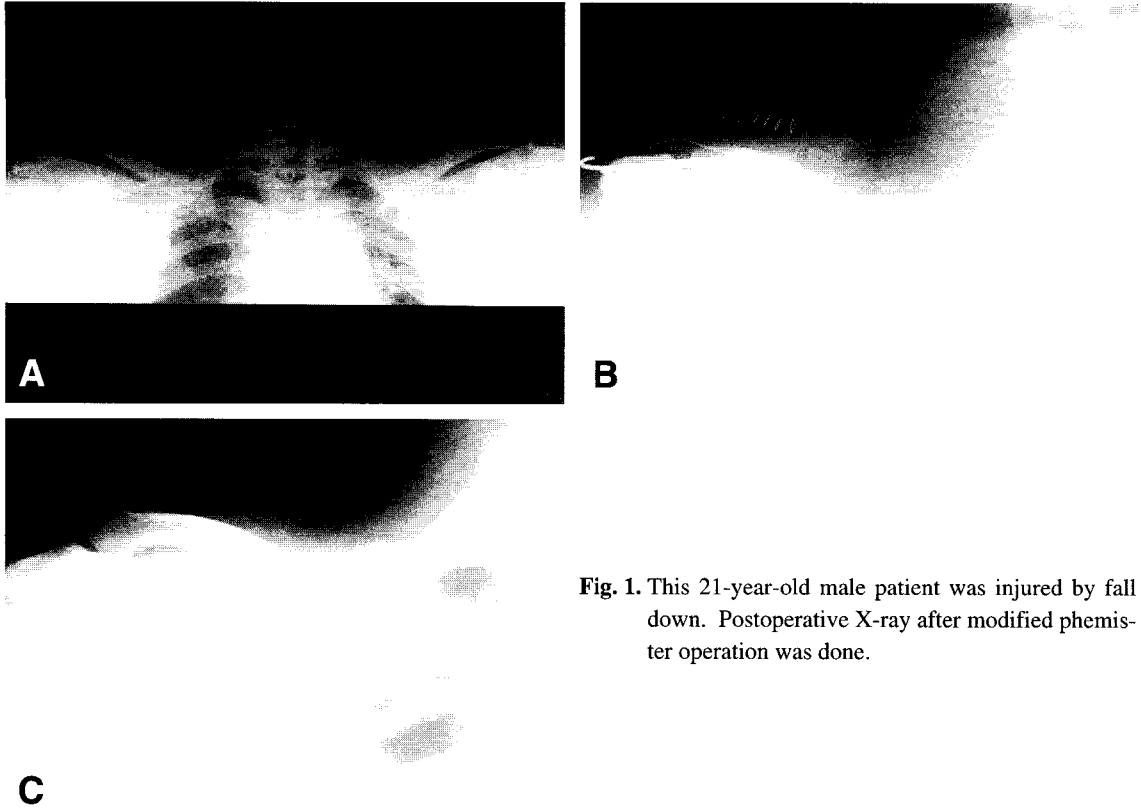 A
B
C
Fig. 1. This 21-year-old male patient was injured by fall
down. Postoperative X-ray after modified phemis-
ter operation was done.